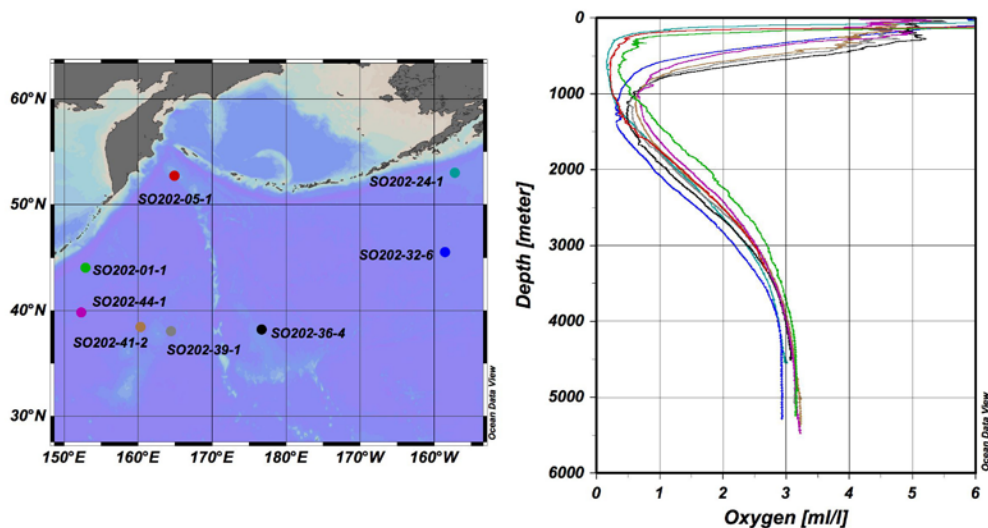 60°N
50°N
40°N
30°N
150°E
160°E
170°E
180°E
170°W
160°W
SO202-24-1
SO202-05-1
SO202-32-6
SO202-01-1
SO202-44-1
SO202-36-4
SO202-41-2
SO202-39-1
Ocean Data View
0
1000
2000
3000
4000
5000
6000
Depth [meter]
0
1
2
3
4
5
6
Oxygen [ml/l]
Ocean Data View